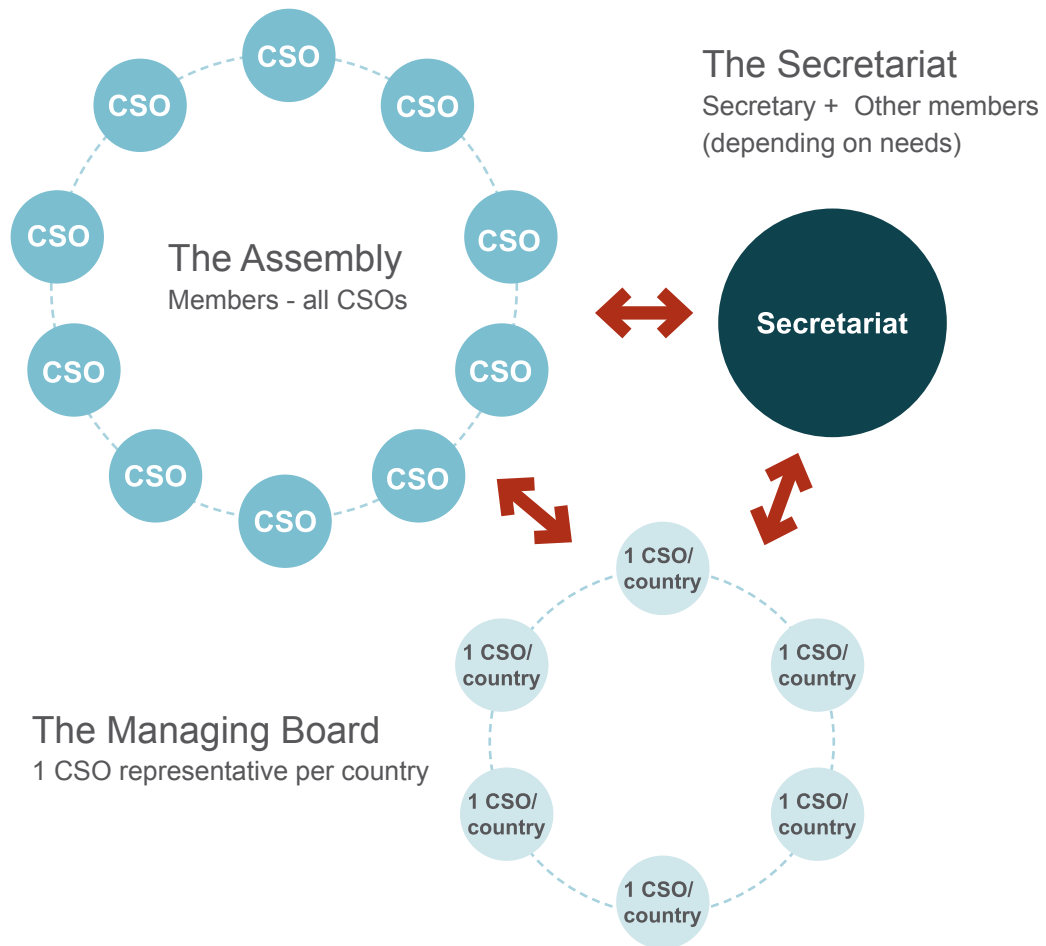 CSO
CSO
CSO
The Secretariat
Secretary + Other members
(depending on needs)
CSO
CSO
The Assembly
Members - all CSOs
Secretariat
CSO
CSO
CSO
CSO
CSO
1 CSO/
country
1 CSO/
country
1 CSO/
country
The Managing Board
1 CSO representative per country
1 CSO/
country
1 CSO/
country
1 CSO/
country